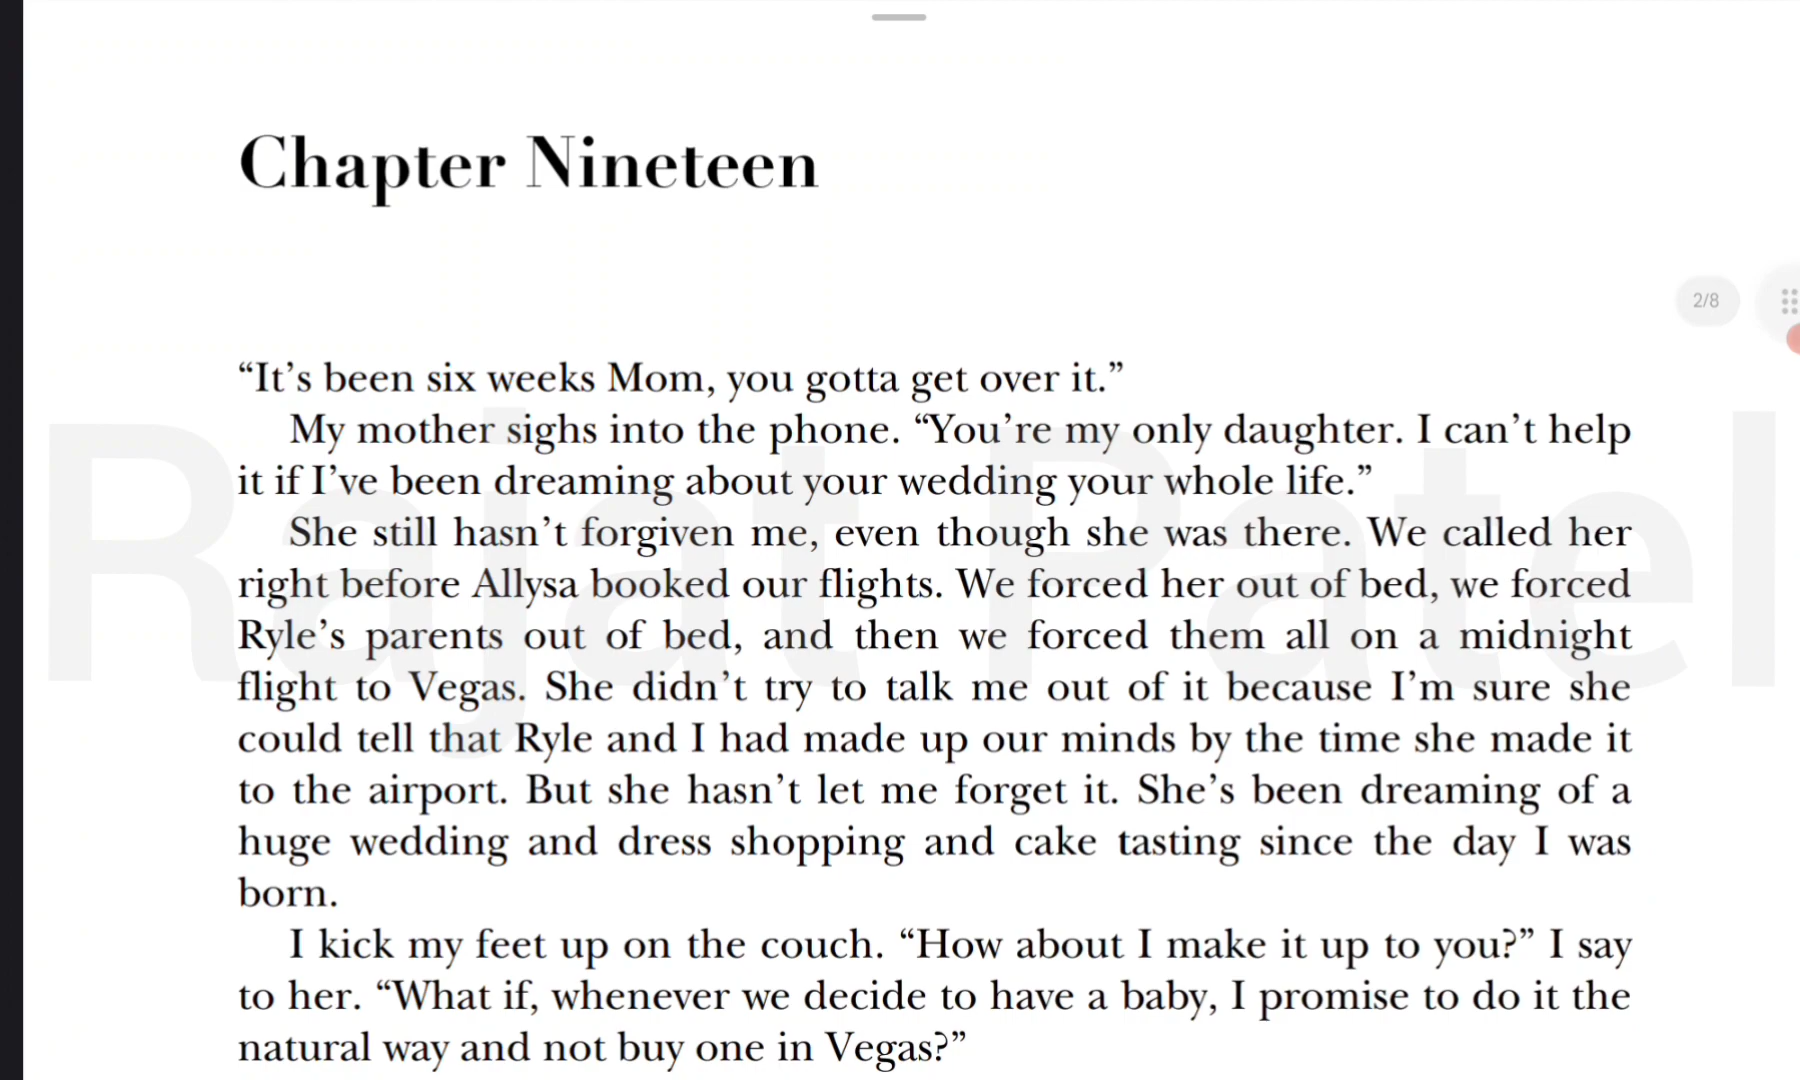 Chapter Nineteen
2/8
“It’s been six weeks Mom, you gotta get over it.”
My mother sighs into the phone. “You’re my only daughter. I can’t help
it if I’ve been dreaming about your wedding your whole life.”
She still hasn’t forgiven me, even though she was there. We called her
right before Allysa booked our flights. We forced her out of bed, we forced
Ryle’s parents out of bed, and then we forced them all on a midnight
flight to Vegas. She didn’t try to talk me out of it because I’m sure she
could tell that Ryle and I had made up our minds by the time she made it
to the airport. But she hasn’t let me forget it. She’s been dreaming of a
huge wedding and dress shopping and cake tasting since the day I was
born.
I kick my feet up on the couch. “How about I make it up to you?” I say
to her. “What if, whenever we decide to have a baby, I promise to do it the
natural way and not buy one in Vegas?”
Rajat Patel